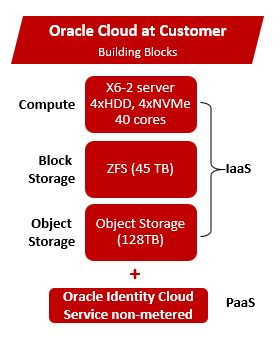 Oracle Cloud at Customer
Building Blocks
Compute
X6-2 server
4xHDD, 4xNVMe
40 cores
Block
Storage
ZFS (45 TB)
IaaS
Object
Storage
Object Storage
(128TB)
+
Oracle Identity Cloud
Service non-metered
PaaS